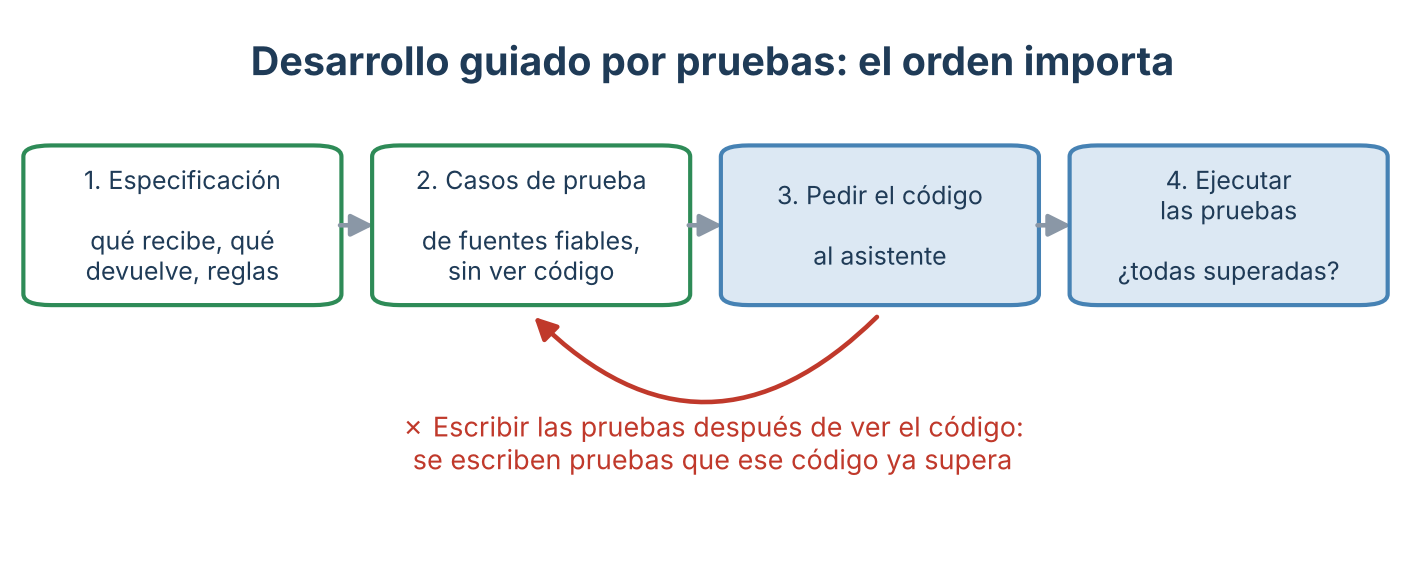 Desarrollo guiado por pruebas: el orden importa
1. Especificación
qué recibe, qué
devuelve, reglas
2. Casos de prueba
de fuentes fiables,
sin ver código
3. Pedir el código
al asistente
4. Ejecutar
las pruebas
¿todas superadas?
× Escribir las pruebas después de ver el código:
se escriben pruebas que ese código ya supera